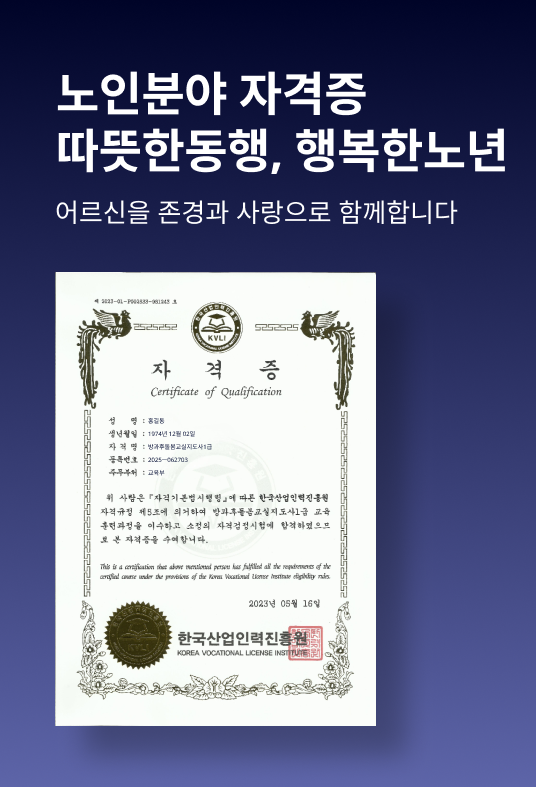 노인분야 자격증
따뜻한동행, 행복한노년
어르신을 존경과 사랑으로 함께합니다
KVLI
자 격 증
Certificate of Qualification
성 명 : 홍길동
생년월일 : 1974년 12월 02일
자 격 명 : 방과후돌봄교실지도사1급
등록번호 : 2025-062703
주무부처 : 교육부
위 사람은 『자격기본법시행령』에 따른 한국산업인력진흥원
자격규정 제5조에 의거하여 방과후돌봄교실지도사1급 교육
훈련과정을 이수하고 소정의 자격검정시험에 합격하였으므
로 본 자격증을 수여합니다.
This is a certification that above mentioned person has fulfilled all the requirements of the
certified course under the provisions of the Korea Vocational License Institute eligibility rules.
2023년 05월 16일
한국산업인력진흥원
KOREA VOCATIONAL LICENSE INSTITUTE